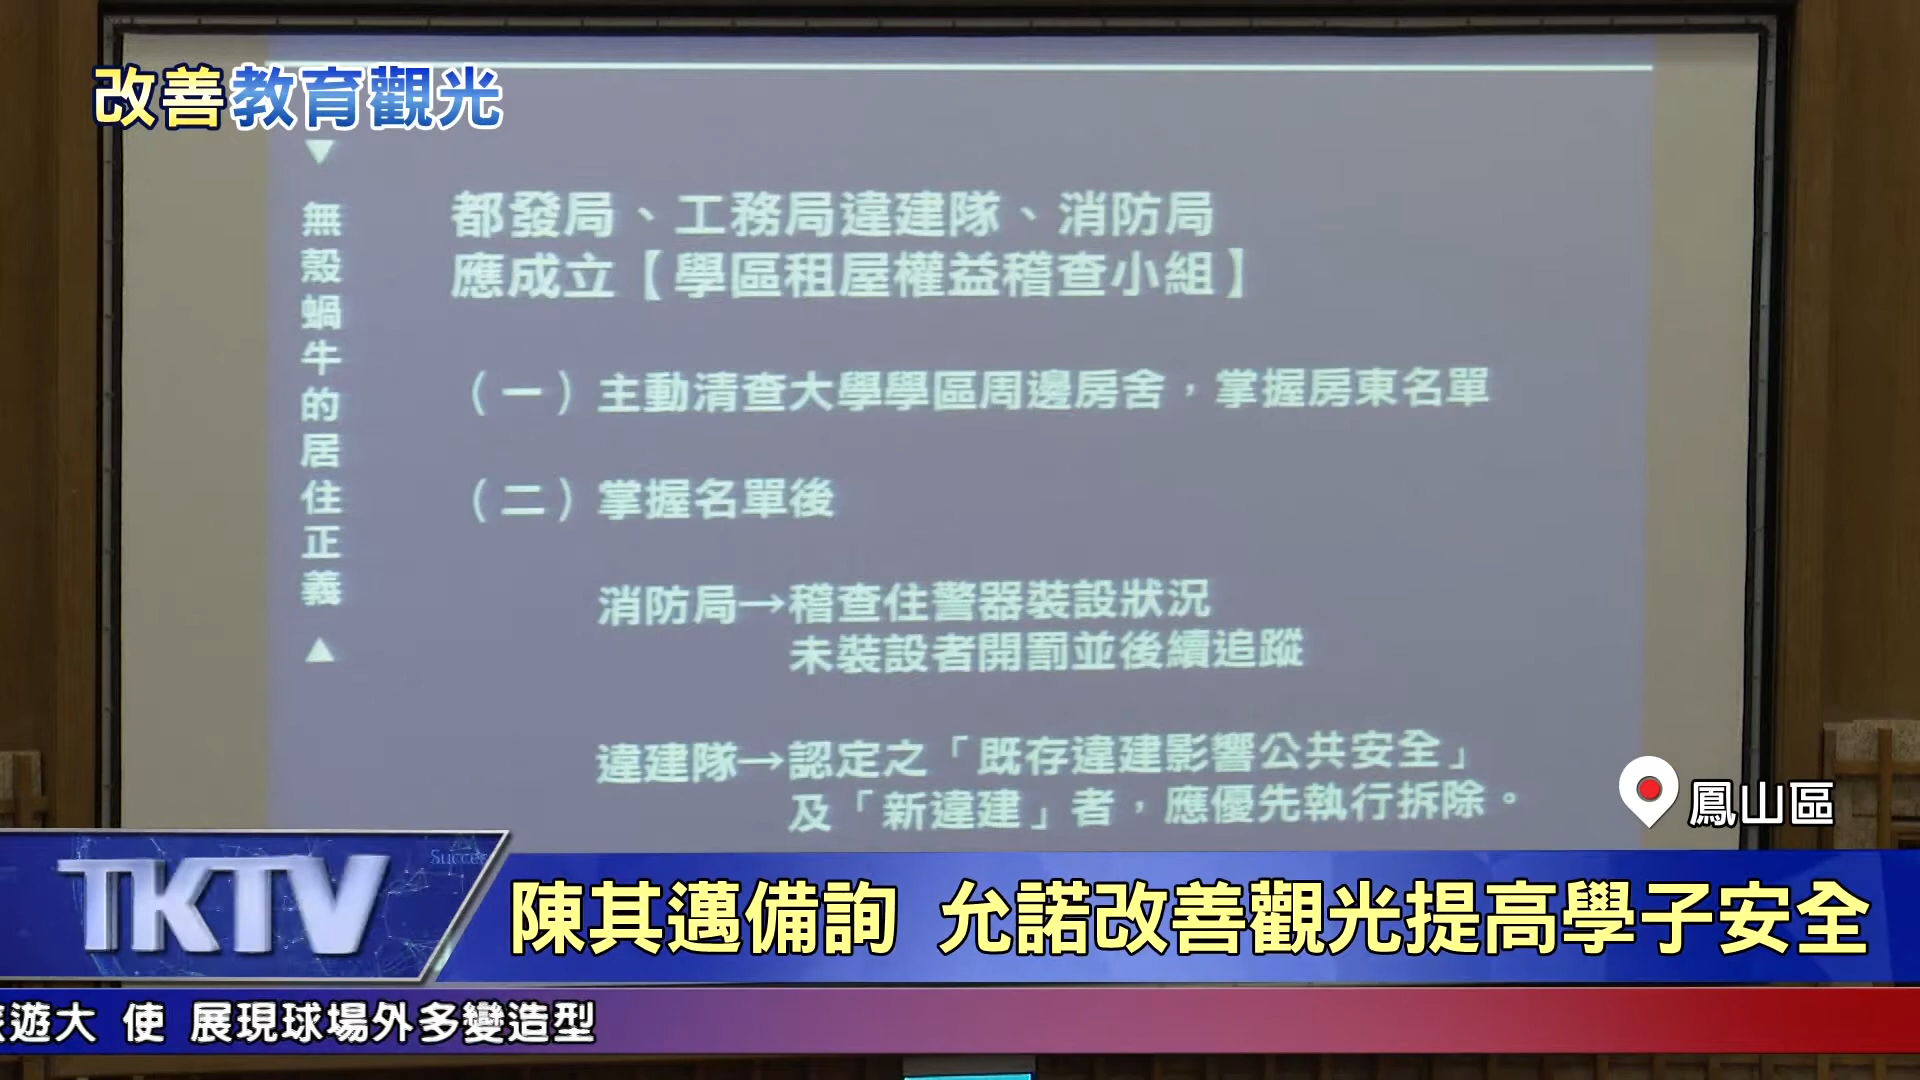 改善教育觀光
▼無殼蝸牛的居住正義▲
都發局、工務局違建隊、消防局
應成立【學區租屋權益稽查小組】
（一）主動清查大學學區周邊房舍，掌握房東名單
（二）掌握名單後
消防局→稽查住警器裝設狀況
未裝設者開罰並後續追蹤
違建隊→認定之「既存違建影響公共安全」
及「新違建」者，應優先執行拆除。
鳳山區
TKTV
陳其邁備詢 允諾改善觀光提高學子安全
遊大 使 展現球場外多變造型